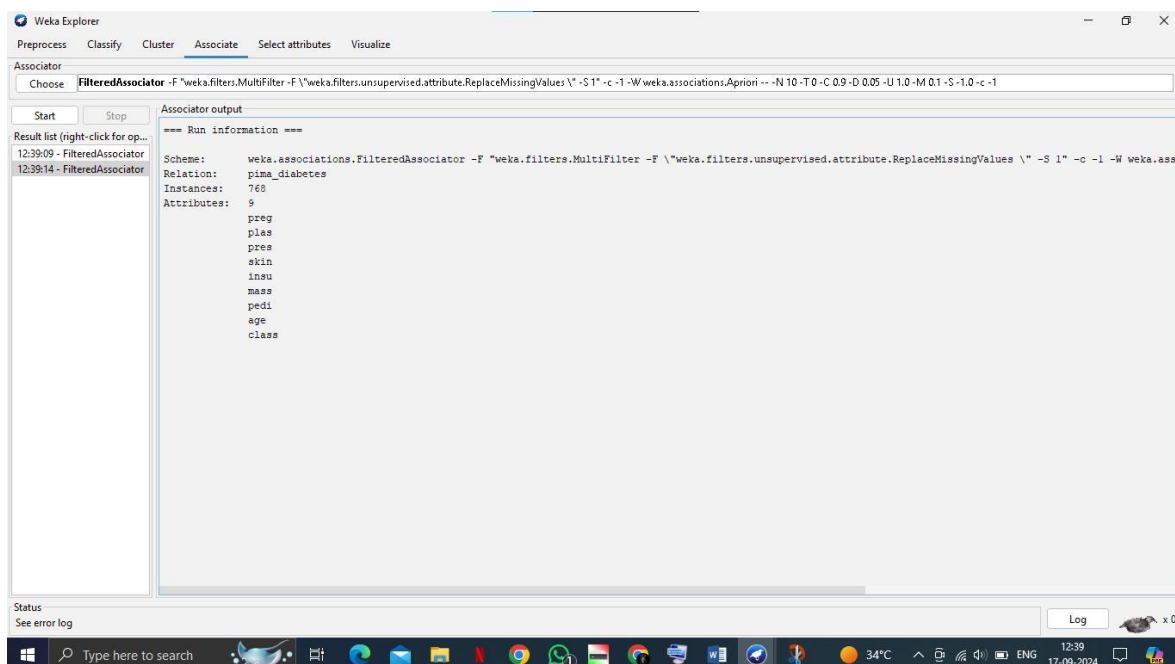 Weka Explorer
Preprocess Classify Cluster Associate Select attributes Visualize
Associator
Choose FilteredAssociator -F "weka.filters.MultiFilter -F \"weka.filters.unsupervised.attribute.ReplaceMissingValues \" -S 1" -c -1 -W weka.associations.Apriori -- -N 10 -T 0 -C 0.9 -D 0.05 -U 1.0 -M 0.1 -S -1.0 -c -1
Start Stop
Result list (right-click for op...
12:39:09 - FilteredAssociator
12:39:14 - FilteredAssociator
Associator output
=== Run information ===
Scheme: weka.associations.FilteredAssociator -F "weka.filters.MultiFilter -F \"weka.filters.unsupervised.attribute.ReplaceMissingValues \" -S 1" -c -1 -W weka.ass
Relation: pima_diabetes
Instances: 768
Attributes: 9
preg
plas
pres
skin
insu
mass
pedi
age
class
Status
See error log
Log x 0
Type here to search
34°C ENG 12:39
17-09-2024